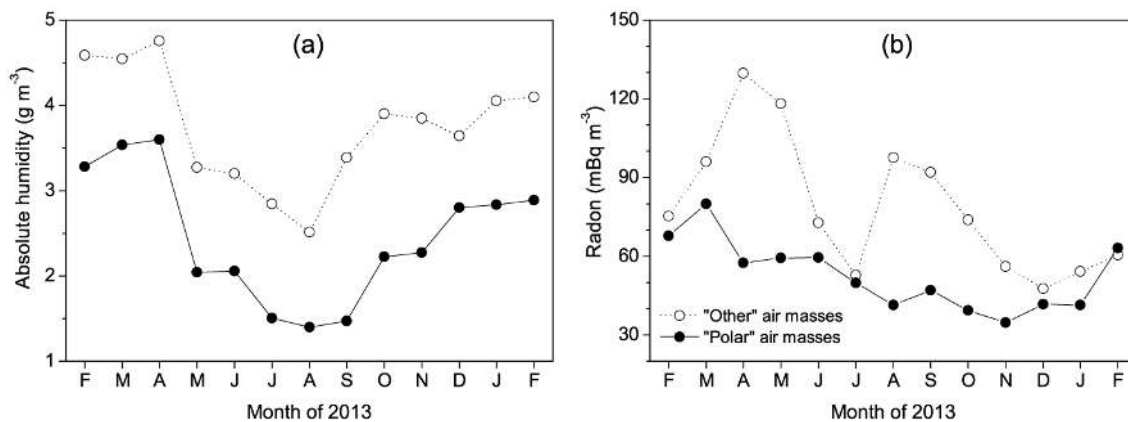 (a)
Absolute humidity (g m⁻³)
5
4
3
2
1
F M A M J J A S O N D J F
Month of 2013
(b)
Radon (mBq m⁻³)
150
120
90
60
30
"Other" air masses
"Polar" air masses
F M A M J J A S O N D J F
Month of 2013